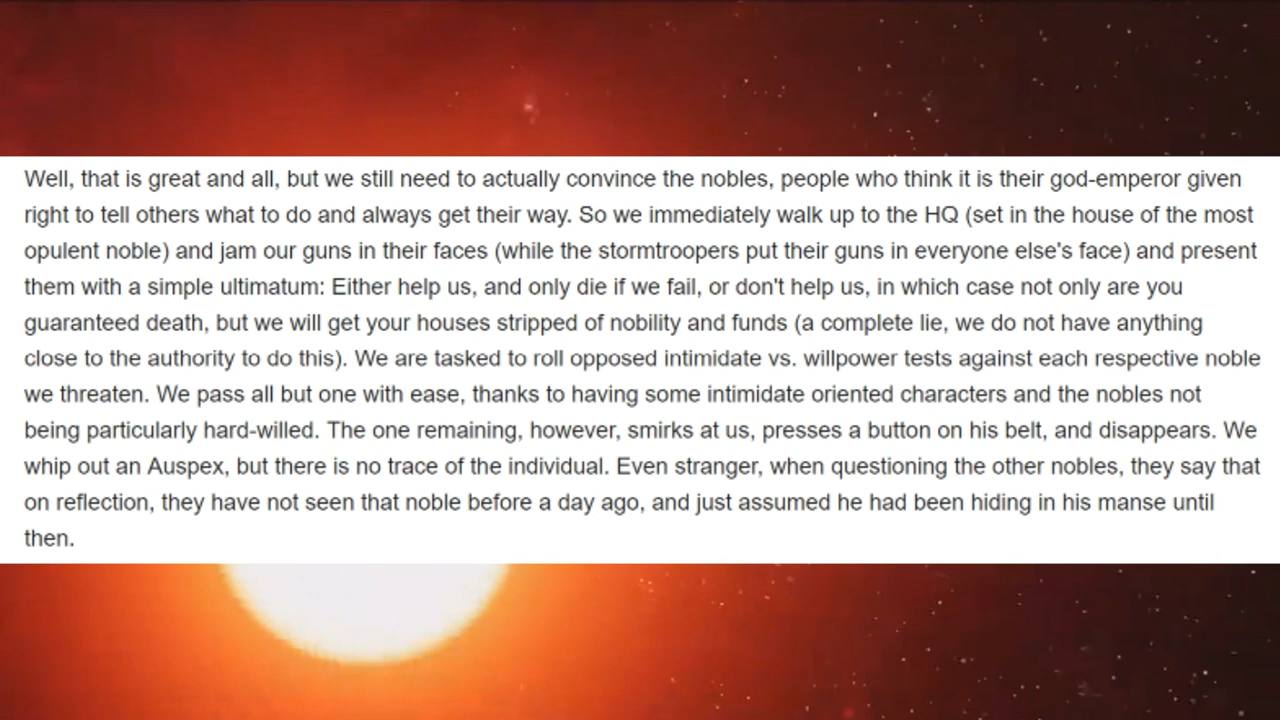 Well, that is great and all, but we still need to actually convince the nobles, people who think it is their god-emperor given
right to tell others what to do and always get their way. So we immediately walk up to the HQ (set in the house of the most
opulent noble) and jam our guns in their faces (while the stormtroopers put their guns in everyone else's face) and present
them with a simple ultimatum: Either help us, and only die if we fail, or don't help us, in which case not only are you
guaranteed death, but we will get your houses stripped of nobility and funds (a complete lie, we do not have anything
close to the authority to do this). We are tasked to roll opposed intimidate vs. willpower tests against each respective noble
we threaten. We pass all but one with ease, thanks to having some intimidate oriented characters and the nobles not
being particularly hard-willed. The one remaining, however, smirks at us, presses a button on his belt, and disappears. We
whip out an Auspex, but there is no trace of the individual. Even stranger, when questioning the other nobles, they say that
on reflection, they have not seen that noble before a day ago, and just assumed he had been hiding in his manse until
then.